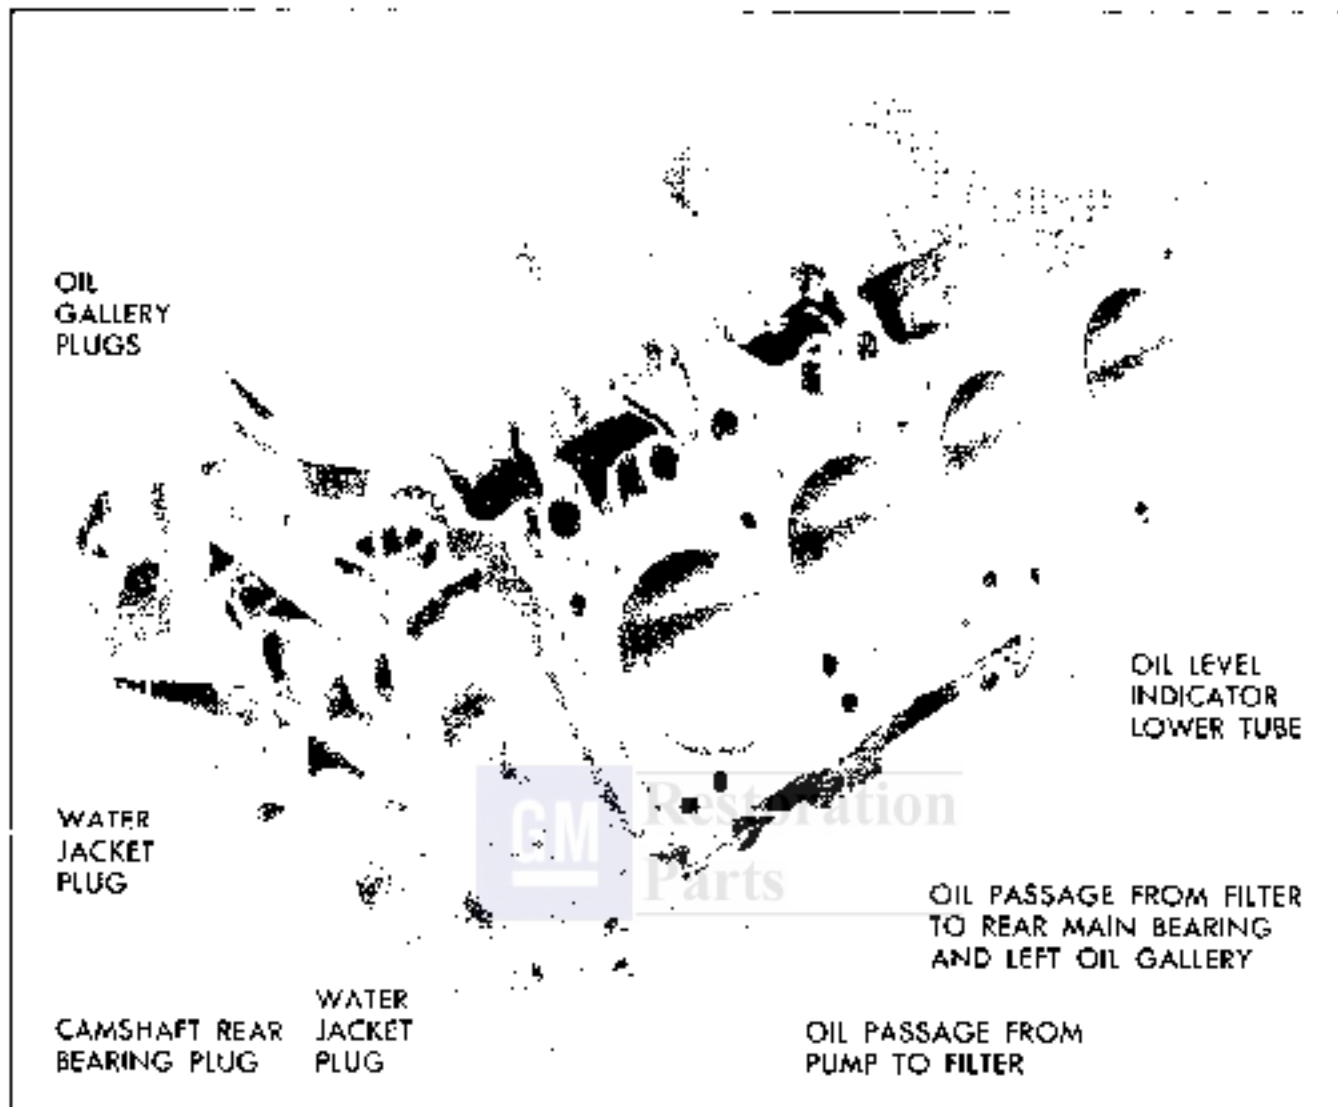 OIL
GALLERY
PLUGS
OIL LEVEL
INDICATOR
LOWER TUBE
WATER
JACKET
PLUG
GM
Restoration
Parts
OIL PASSAGE FROM FILTER
TO REAR MAIN BEARING
AND LEFT OIL GALLERY
WATER
JACKET
PLUG
CAMSHAFT REAR
BEARING PLUG
OIL PASSAGE FROM
PUMP TO FILTER